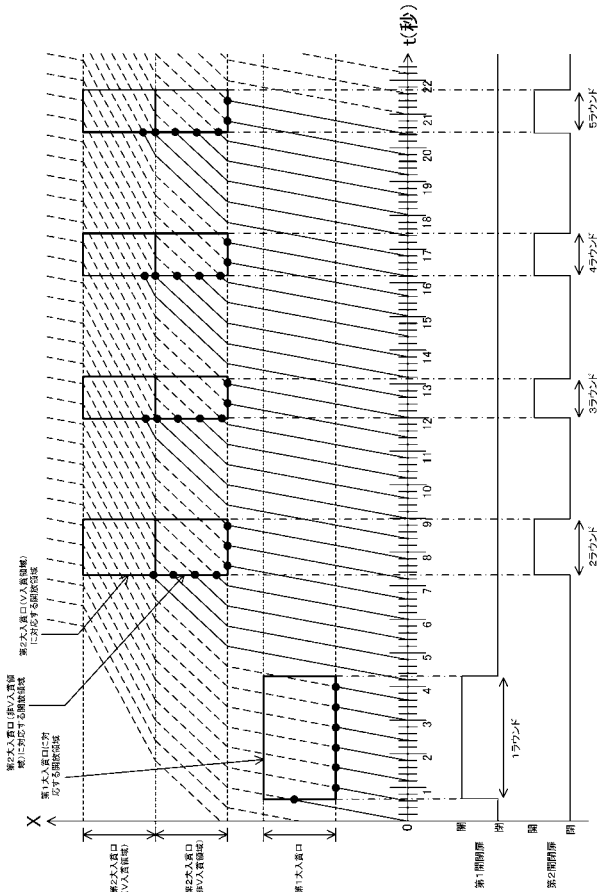 X
第2大入賞口
(V入賞領域)
第2大入賞口
(非V入賞領域)
第1大入賞口
第2大入賞口(V入賞領域)
に対応する開放領域
第2大入賞口(非V入賞領
域)に対応する開放領域
第1大入賞口に対
応する開放領域
t(秒)
0 1 2 3 4 5 6 7 8 9 10 11 12 13 14 15 16 17 18 19 20 21 22
第1開閉扉
開
閉
1ラウンド
第2開閉扉
開
閉
2ラウンド
3ラウンド
4ラウンド
5ラウンド